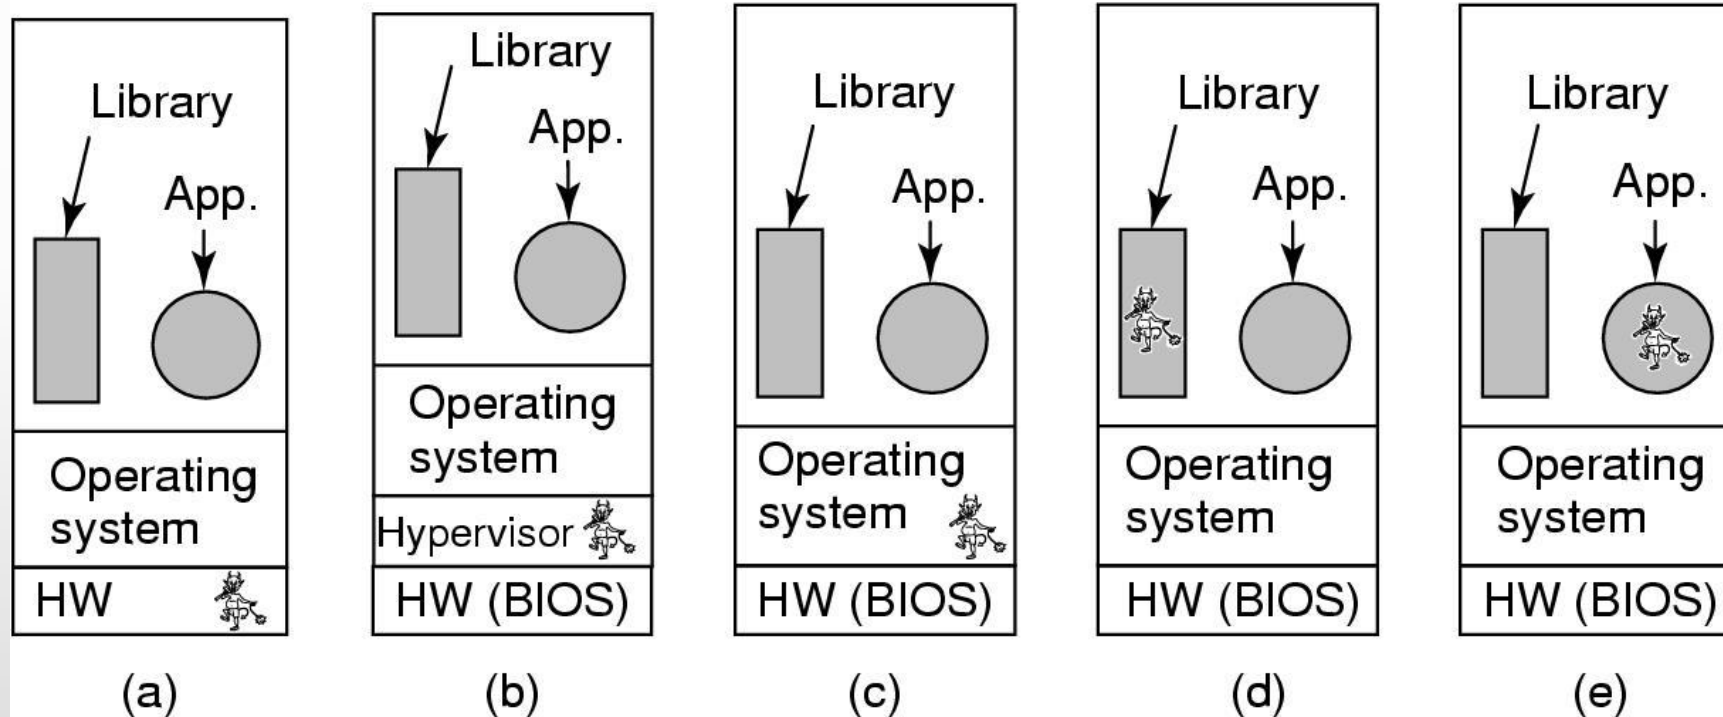 Library
App.
Operating
system
HW
(a)
Library
App.
Operating
system
Hypervisor
HW (BIOS)
(b)
Library
App.
Operating
system
HW (BIOS)
(c)
Library
App.
Operating
system
HW (BIOS)
(d)
Library
App.
Operating
system
HW (BIOS)
(e)